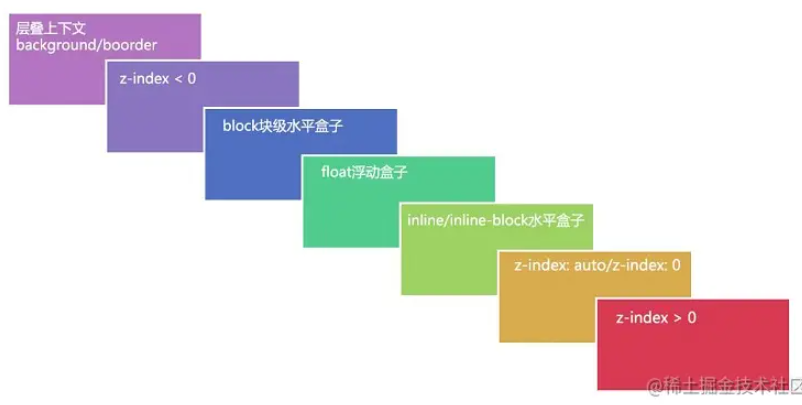 层叠上下文
background/boorder
z-index < 0
block块级水平盒子
float浮动盒子
inline/inline-block水平盒子
z-index: auto/z-index: 0
z-index > 0
@稀土掘金技术社区